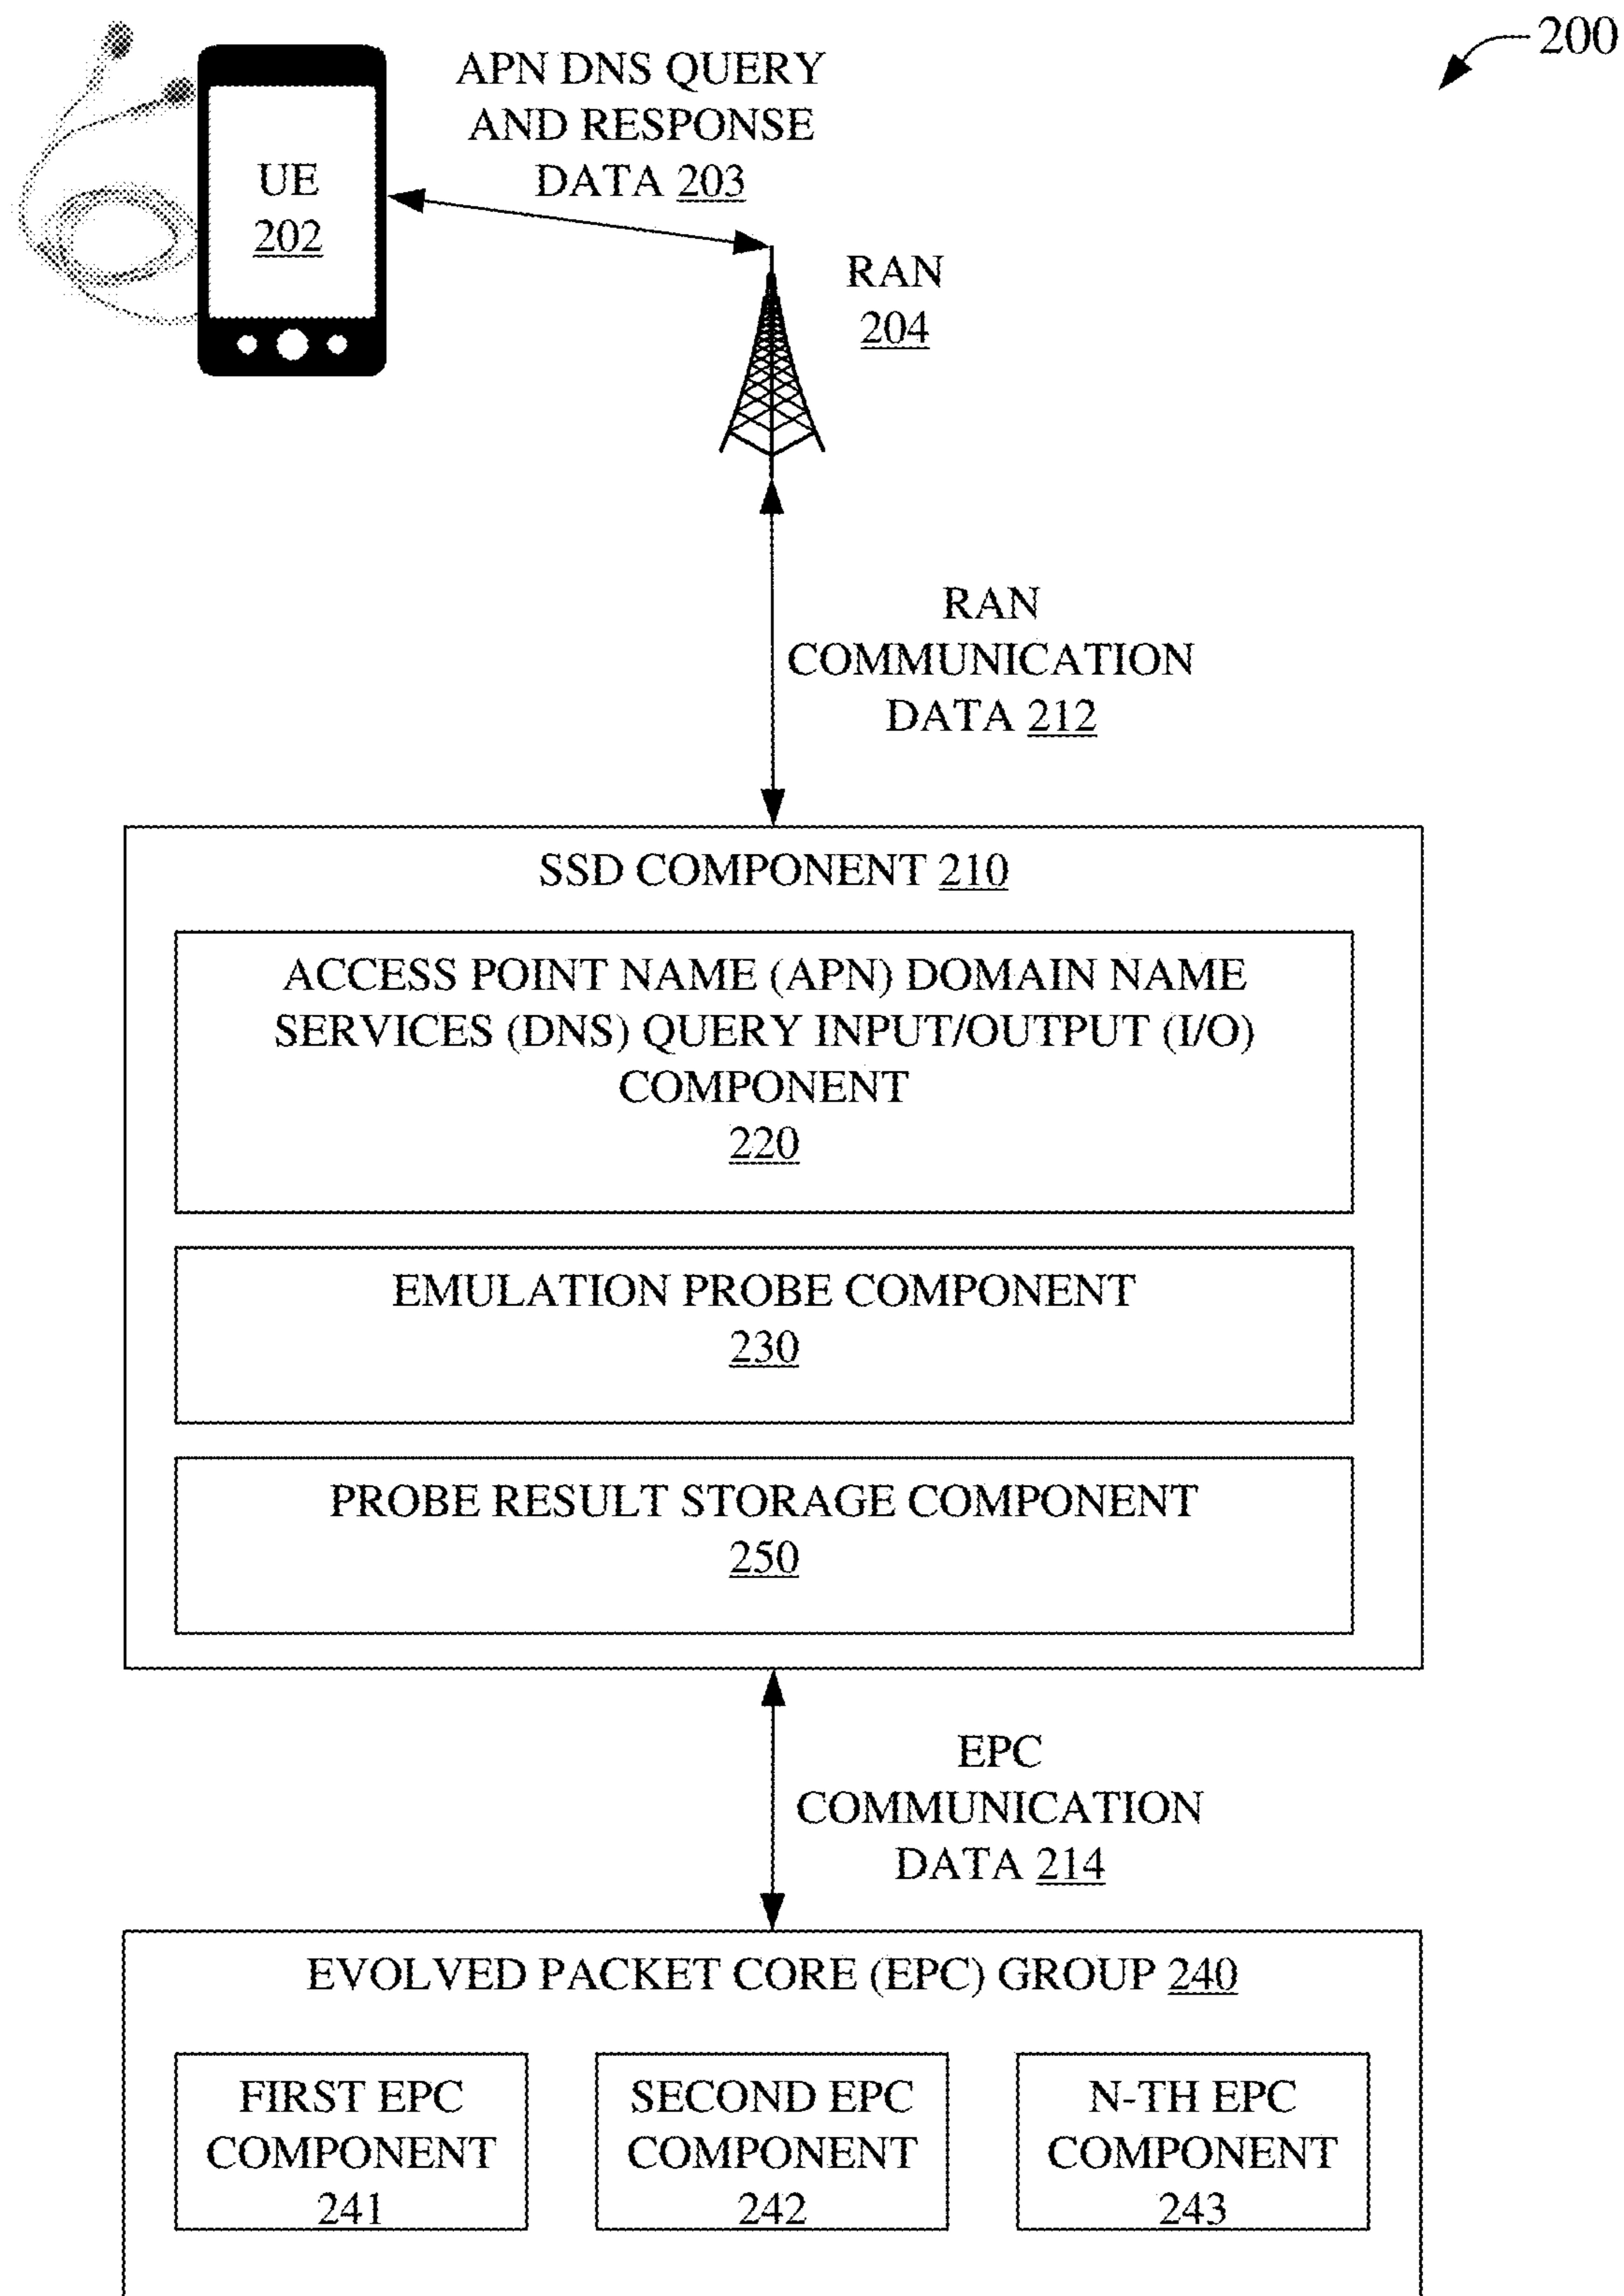 200
APN DNS QUERY
AND RESPONSE
DATA 203
UE
202
RAN
204
RAN
COMMUNICATION
DATA 212
SSD COMPONENT 210
ACCESS POINT NAME (APN) DOMAIN NAME
SERVICES (DNS) QUERY INPUT/OUTPUT (I/O)
COMPONENT
220
EMULATION PROBE COMPONENT
230
PROBE RESULT STORAGE COMPONENT
250
EPC
COMMUNICATION
DATA 214
EVOLVED PACKET CORE (EPC) GROUP 240
FIRST EPC
COMPONENT
241
SECOND EPC
COMPONENT
242
N-TH EPC
COMPONENT
243